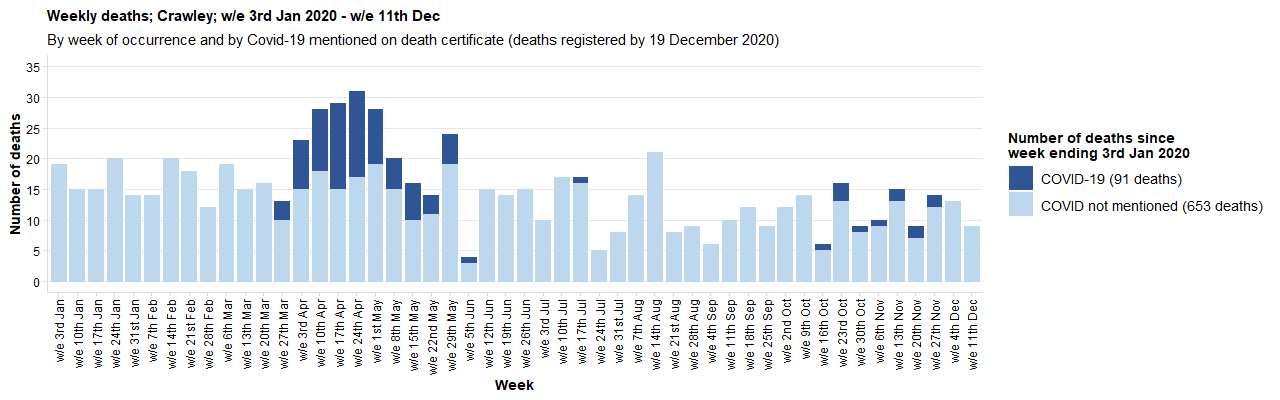 Weekly deaths; Crawley; w/e 3rd Jan 2020 - w/e 11th Dec
By week of occurrence and by Covid-19 mentioned on death certificate (deaths registered by 19 December 2020)
Number of deaths
35
30
25
20
15
10
5
0
w/e 3rd Jan
w/e 10th Jan
w/e 17th Jan
w/e 24th Jan
w/e 31st Jan
w/e 7th Feb
w/e 14th Feb
w/e 21st Feb
w/e 28th Feb
w/e 6th Mar
w/e 13th Mar
w/e 20th Mar
w/e 27th Mar
w/e 3rd Apr
w/e 10th Apr
w/e 17th Apr
w/e 24th Apr
w/e 1st May
w/e 8th May
w/e 15th May
w/e 22nd May
w/e 29th May
w/e 5th Jun
w/e 12th Jun
w/e 19th Jun
w/e 26th Jun
w/e 3rd Jul
w/e 10th Jul
w/e 17th Jul
w/e 24th Jul
w/e 31st Jul
w/e 7th Aug
w/e 14th Aug
w/e 21st Aug
w/e 28th Aug
w/e 4th Sep
w/e 11th Sep
w/e 18th Sep
w/e 25th Sep
w/e 2nd Oct
w/e 9th Oct
w/e 16th Oct
w/e 23rd Oct
w/e 30th Oct
w/e 6th Nov
w/e 13th Nov
w/e 20th Nov
w/e 27th Nov
w/e 4th Dec
w/e 11th Dec
Week
Number of deaths since
week ending 3rd Jan 2020
COVID-19 (91 deaths)
COVID not mentioned (653 deaths)